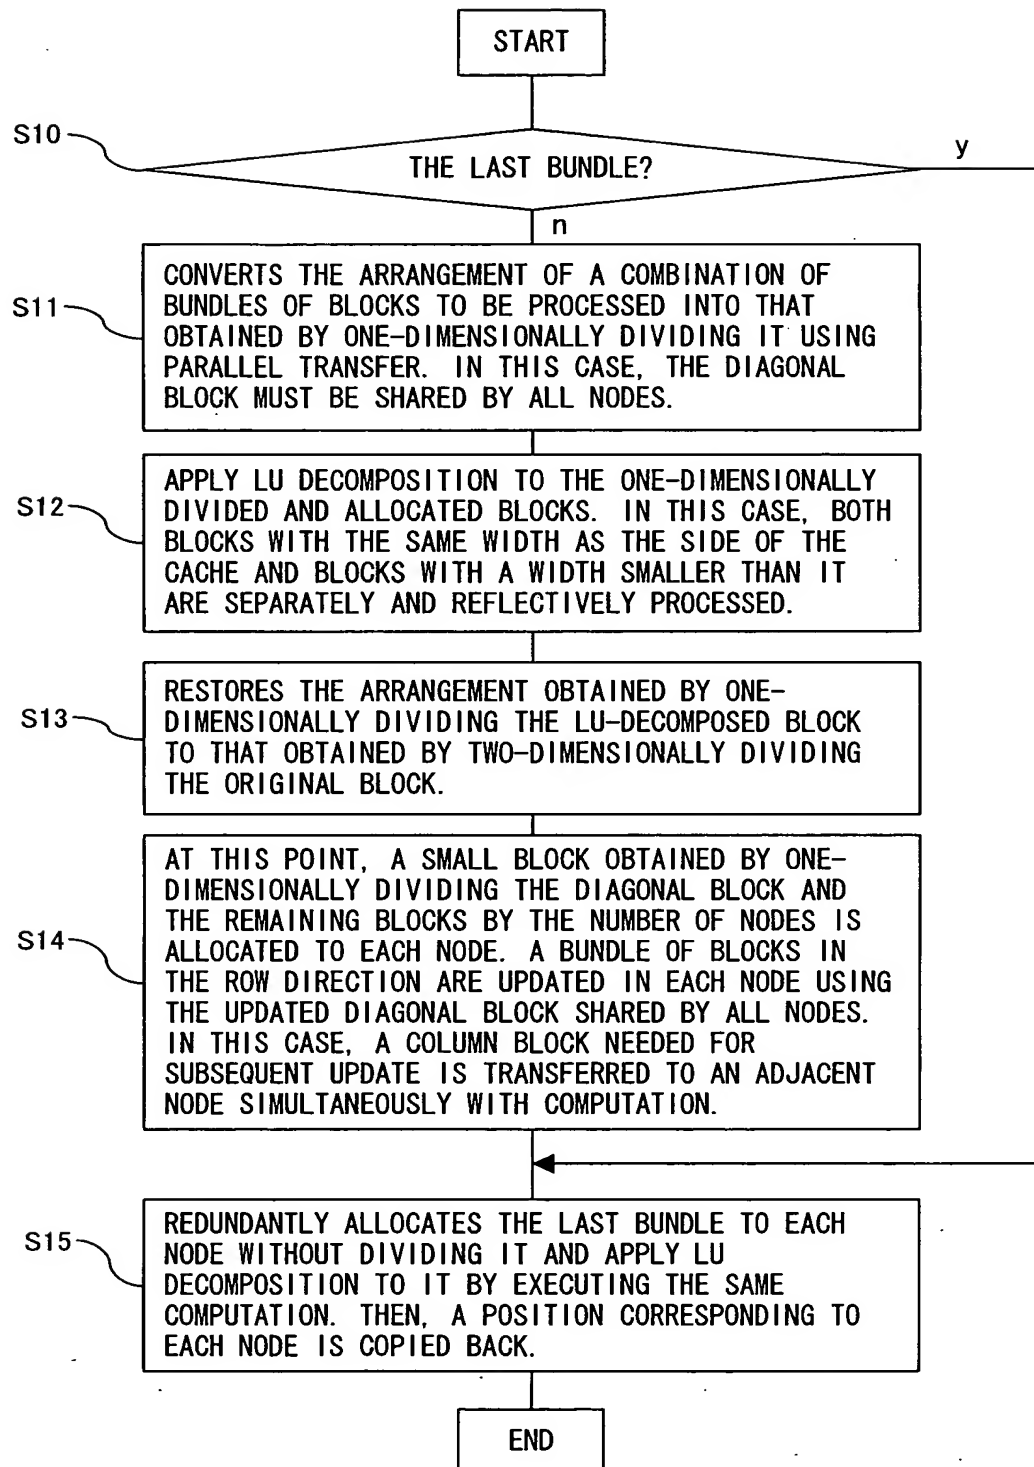 START
S10
THE LAST BUNDLE?
y
n
S11
CONVERTS THE ARRANGEMENT OF A COMBINATION OF
BUNDLES OF BLOCKS TO BE PROCESSED INTO THAT
OBTAINED BY ONE-DIMENSIONALLY DIVIDING IT USING
PARALLEL TRANSFER. IN THIS CASE, THE DIAGONAL
BLOCK MUST BE SHARED BY ALL NODES.
S12
APPLY LU DECOMPOSITION TO THE ONE-DIMENSIONALLY
DIVIDED AND ALLOCATED BLOCKS. IN THIS CASE, BOTH
BLOCKS WITH THE SAME WIDTH AS THE SIDE OF THE
CACHE AND BLOCKS WITH A WIDTH SMALLER THAN IT
ARE SEPARATELY AND REFLECTIVELY PROCESSED.
S13
RESTORES THE ARRANGEMENT OBTAINED BY ONE-
DIMENSIONALLY DIVIDING THE LU-DECOMPOSED BLOCK
TO THAT OBTAINED BY TWO-DIMENSIONALLY DIVIDING
THE ORIGINAL BLOCK.
S14
AT THIS POINT, A SMALL BLOCK OBTAINED BY ONE-
DIMENSIONALLY DIVIDING THE DIAGONAL BLOCK AND
THE REMAINING BLOCKS BY THE NUMBER OF NODES IS
ALLOCATED TO EACH NODE. A BUNDLE OF BLOCKS IN
THE ROW DIRECTION ARE UPDATED IN EACH NODE USING
THE UPDATED DIAGONAL BLOCK SHARED BY ALL NODES.
IN THIS CASE, A COLUMN BLOCK NEEDED FOR
SUBSEQUENT UPDATE IS TRANSFERRED TO AN ADJACENT
NODE SIMULTANEOUSLY WITH COMPUTATION.
S15
REDUNDANTLY ALLOCATES THE LAST BUNDLE TO EACH
NODE WITHOUT DIVIDING IT AND APPLY LU
DECOMPOSITION TO IT BY EXECUTING THE SAME
COMPUTATION. THEN, A POSITION CORRESPONDING TO
EACH NODE IS COPIED BACK.
END